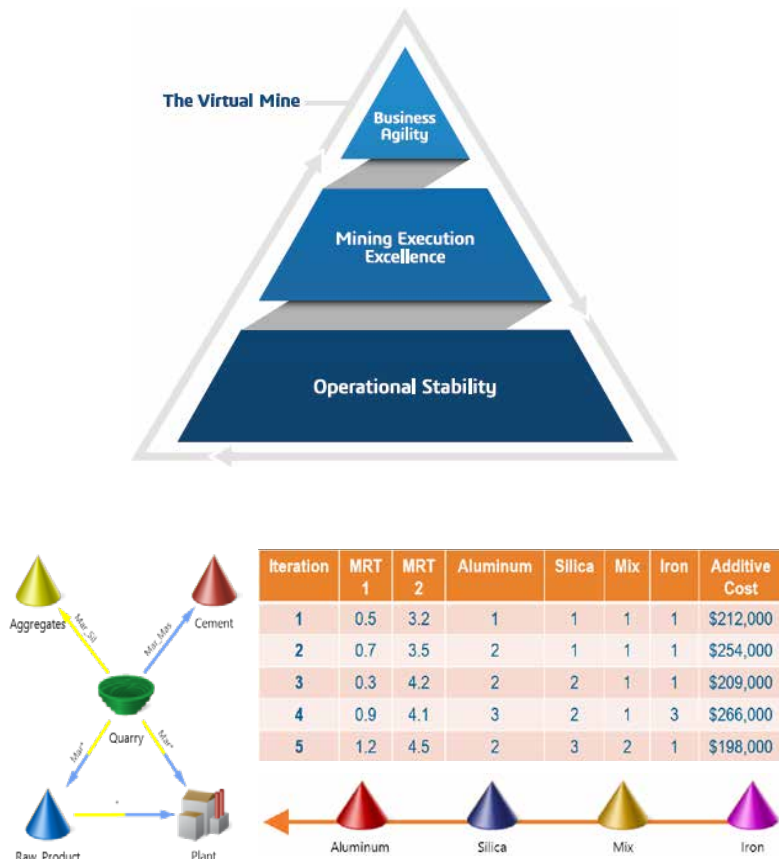 The Virtual Mine
Business
Agility
Mining Execution
Excellence
Operational Stability
Aggregates
Cement
Mar_Sil
Mar_Mas
Quarry
Mar*
Mar*
*
Raw_Product
Plant
Iteration MRT 1 MRT 2 Aluminum Silica Mix Iron Additive Cost
1 0.5 3.2 1 1 1 1 $212,000
2 0.7 3.5 2 1 1 1 $254,000
3 0.3 4.2 2 2 1 1 $209,000
4 0.9 4.1 3 2 1 3 $266,000
5 1.2 4.5 2 3 2 1 $198,000
Aluminum Silica Mix Iron